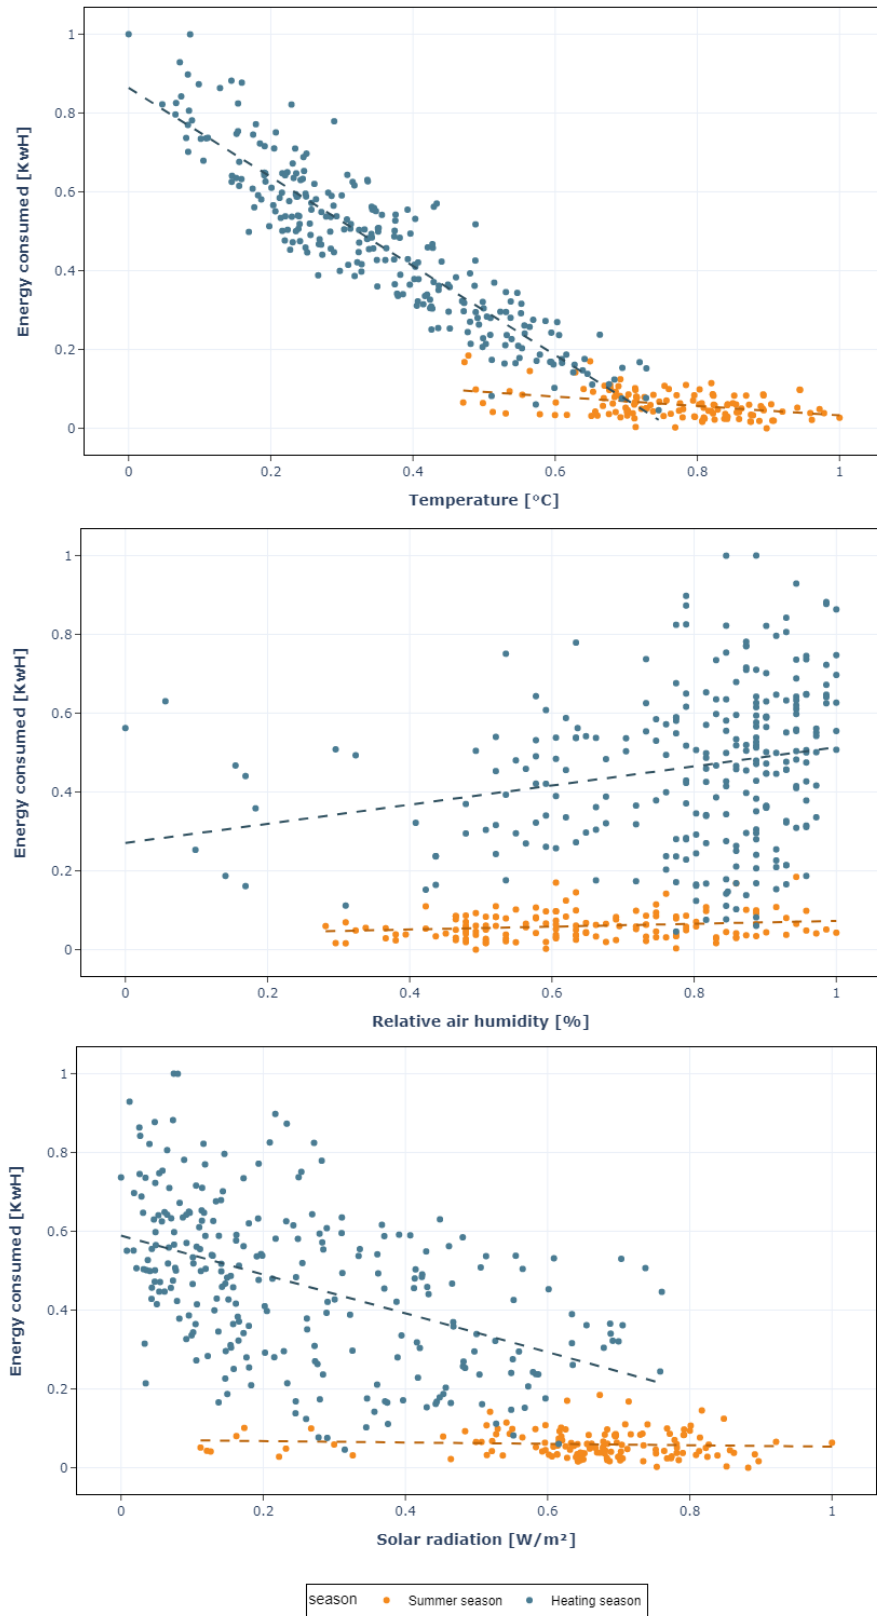 1
0.8
0.6
0.4
0.2
0
Energy consumed [KwH]
0 0.2 0.4 0.6 0.8 1
Temperature [°C]
1
0.8
0.6
0.4
0.2
0
Energy consumed [KwH]
0 0.2 0.4 0.6 0.8 1
Relative air humidity [%]
1
0.8
0.6
0.4
0.2
0
Energy consumed [KwH]
0 0.2 0.4 0.6 0.8 1
Solar radiation [W/m²]
season Summer season Heating season